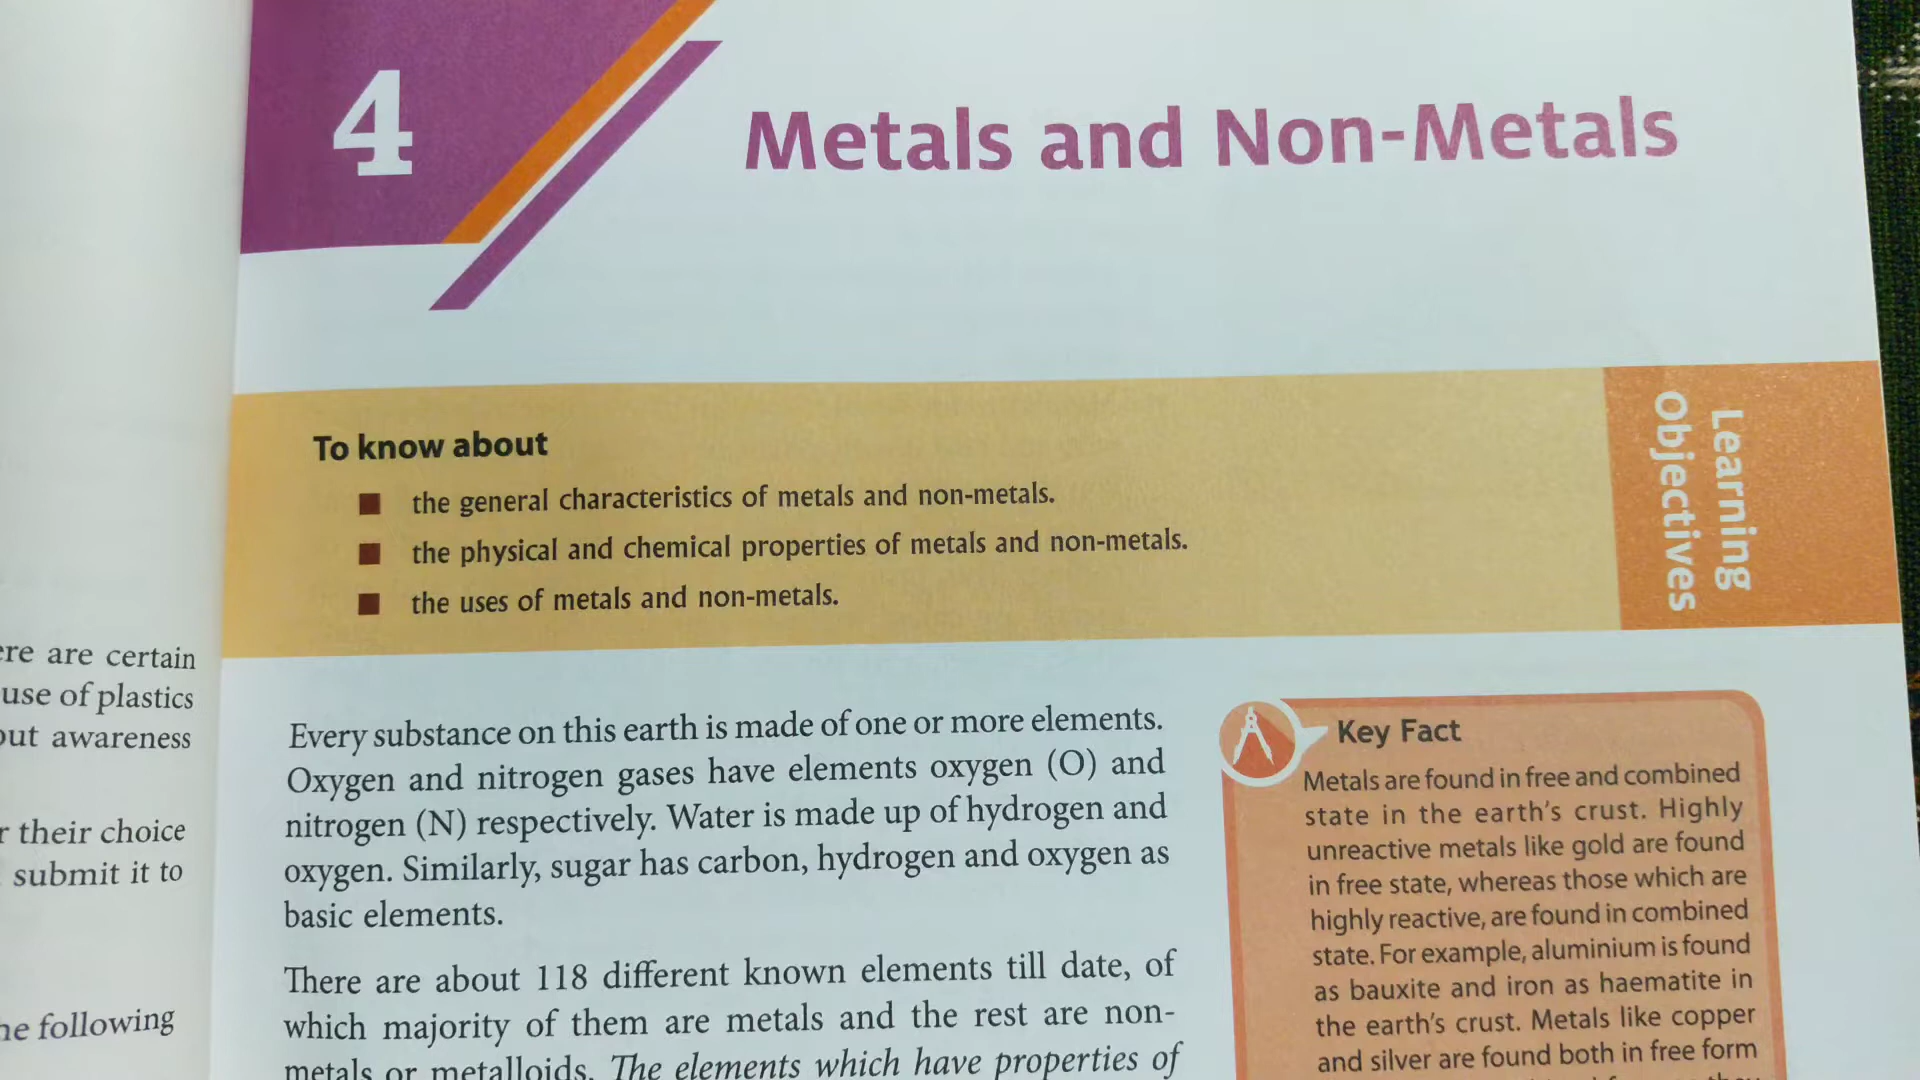 ere are certain
use of plastics
out awareness
r their choice
submit it to
he following
4
Metals and Non-Metals
Learning
Objectives
To know about
the general characteristics of metals and non-metals.
the physical and chemical properties of metals and non-metals.
the uses of metals and non-metals.
Every substance on this earth is made of one or more elements.
Oxygen and nitrogen gases have elements oxygen (O) and
nitrogen (N) respectively. Water is made up of hydrogen and
oxygen. Similarly, sugar has carbon, hydrogen and oxygen as
basic elements.
There are about 118 different known elements till date, of
which majority of them are metals and the rest are non-
metals or metalloids. The elements which have properties of
Key Fact
Metals are found in free and combined
state in the earth's crust. Highly
unreactive metals like gold are found
in free state, whereas those which are
highly reactive, are found in combined
state. For example, aluminium is found
as bauxite and iron as haematite in
the earth's crust. Metals like copper
and silver are found both in free form